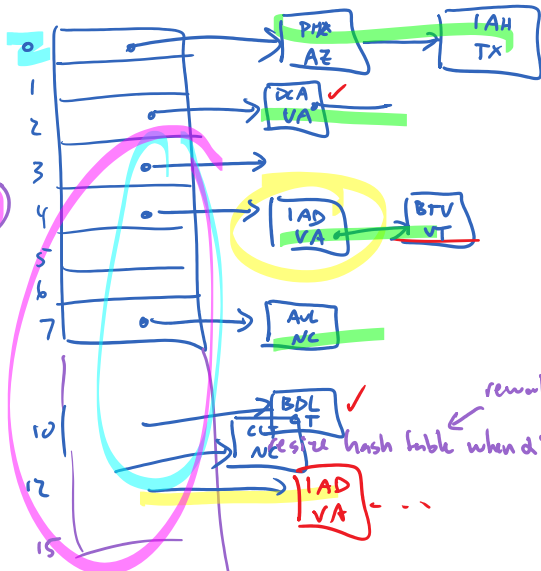 0
PHX
AZ
IAH
TX
1
2
DCA
VA
3
4
IAD
VA
BTV
VT
5
6
7
AVL
NC
10
BDL
CT
CLT
NC
resize hash table when
12
IAD
VA
...
15